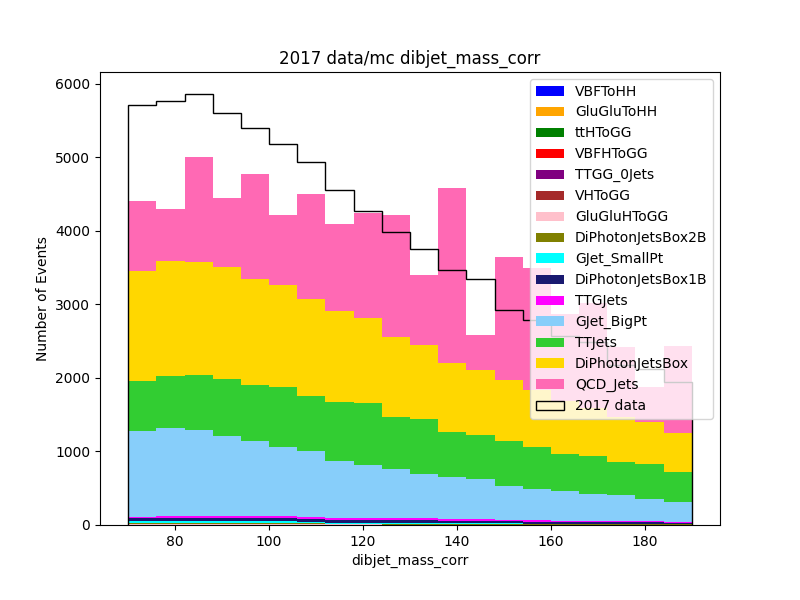 2017 data/mc dibjet_mass_corr
Number of Events
6000
5000
4000
3000
2000
1000
0
80
100
120
140
160
180
dibjet_mass_corr
VBFToHH
GluGluToHH
ttHToGG
VBFHToGG
TTGG_0Jets
VHToGG
GluGluHToGG
DiPhotonJetsBox2B
GJet_SmallPt
DiPhotonJetsBox1B
TTGJets
GJet_BigPt
TTJets
DiPhotonJetsBox
QCD_Jets
2017 data